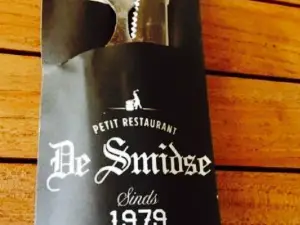 PETIT RESTAURANT
De Smidse
Sinds
1979